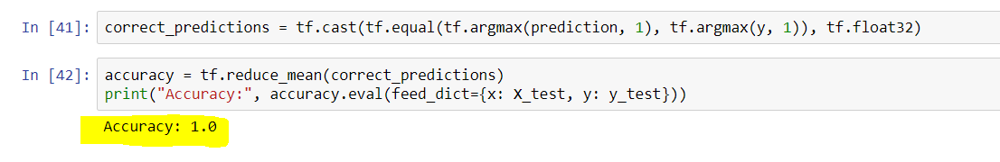 In [41]: correct_predictions = tf.cast(tf.equal(tf.argmax(prediction, 1), tf.argmax(y, 1)), tf.float32)
In [42]: accuracy = tf.reduce_mean(correct_predictions)
print("Accuracy:", accuracy.eval(feed_dict={x: X_test, y: y_test}))
Accuracy: 1.0